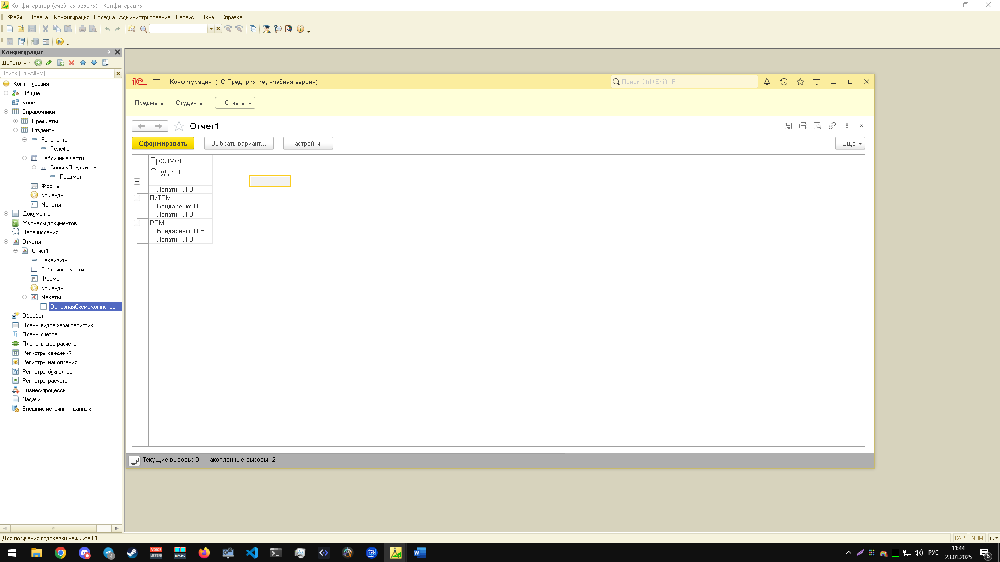 Конфигуратор (учебная версия) - Конфигурация
Файл Правка Конфигурация Отладка Администрирование Сервис Окна Справка
Конфигурация
Действия
Поиск (Ctrl+Alt+M)
Конфигурация
Общие
Константы
Справочники
Предметы
Студенты
Реквизиты
Телефон
Табличные части
СписокПредметов
Предмет
Формы
Команды
Макеты
Документы
Журналы документов
Перечисления
Отчеты
Отчет1
Реквизиты
Табличные части
Формы
Команды
Макеты
ОсновнаяСхемаКомпоновки
Обработки
Планы видов характеристик
Планы счетов
Планы видов расчета
Регистры сведений
Регистры накопления
Регистры бухгалтерии
Регистры расчета
Бизнес-процессы
Задачи
Внешние источники данных
1С Конфигурация (1С:Предприятие, учебная версия)
Поиск Ctrl+Shift+F
Предметы Студенты Отчеты
Отчет1
Сформировать Выбрать вариант... Настройки... Еще
Предмет
Студент
Лопатин Л.В.
ПиТПМ
Бондаренко П.Е.
Лопатин Л.В.
РПМ
Бондаренко П.Е.
Лопатин Л.В.
Текущие вызовы: 0 Накопленные вызовы: 21
Для получения подсказки нажмите F1
CAP NUM ru
4
VOICE
MEETER
РУС
11:44
23.01.2025
6